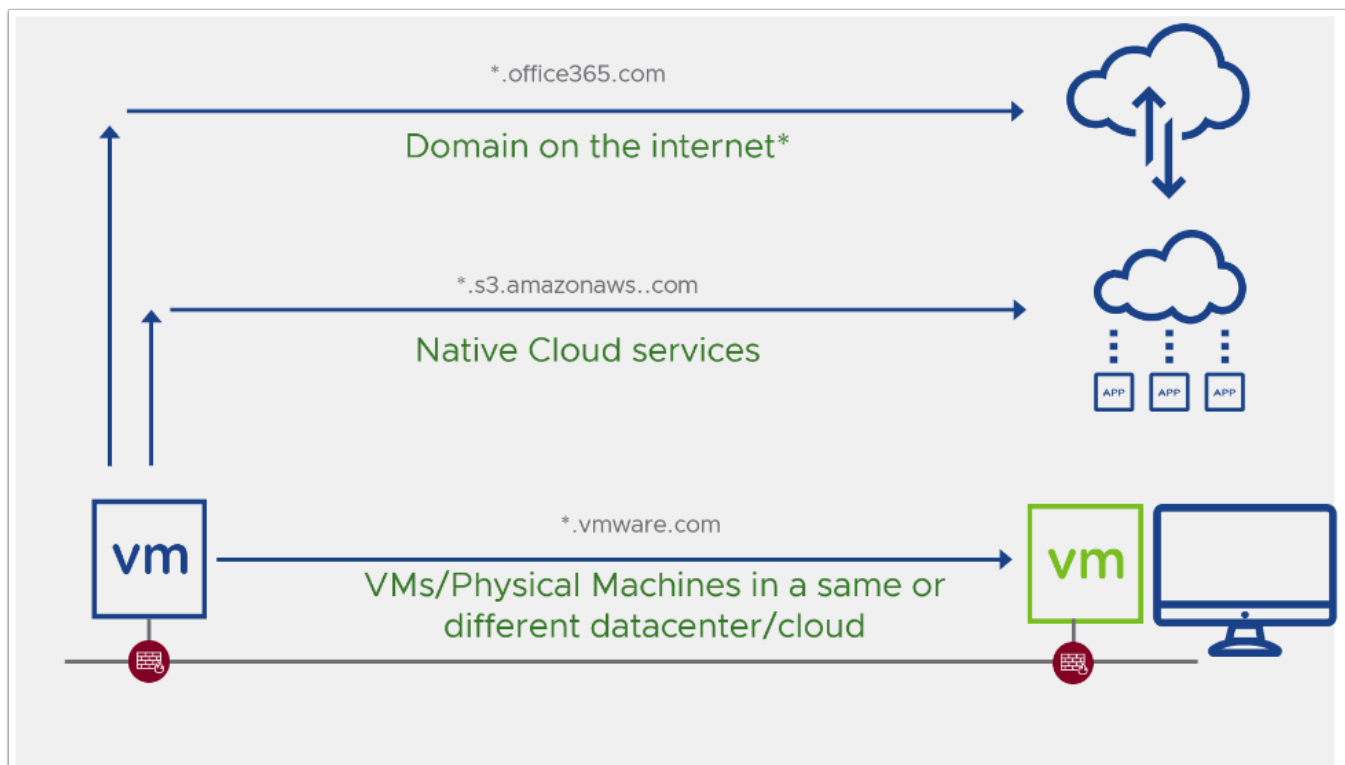 *.office365.com
Domain on the internet*
*.s3.amazonaws..com
Native Cloud services
APP APP APP
vm
*.vmware.com
VMs/Physical Machines in a same or
different datacenter/cloud
vm